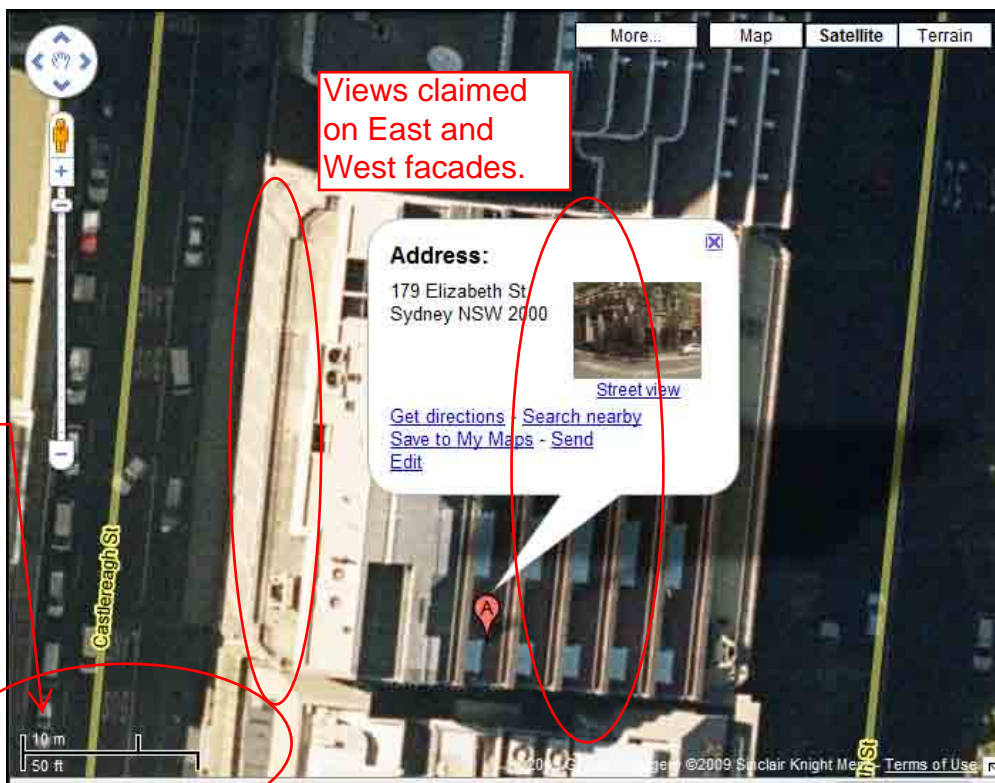 More...
Map
Satellite
Terrain
Views claimed
on East and
West facades.
Address:
179 Elizabeth St
Sydney NSW 2000
Street view
Get directions - Search nearby
Save to My Maps - Send
Edit
Castlereagh St
10 m
50 ft
©2009 Sinclair Knight Merz - Terms of Use
St